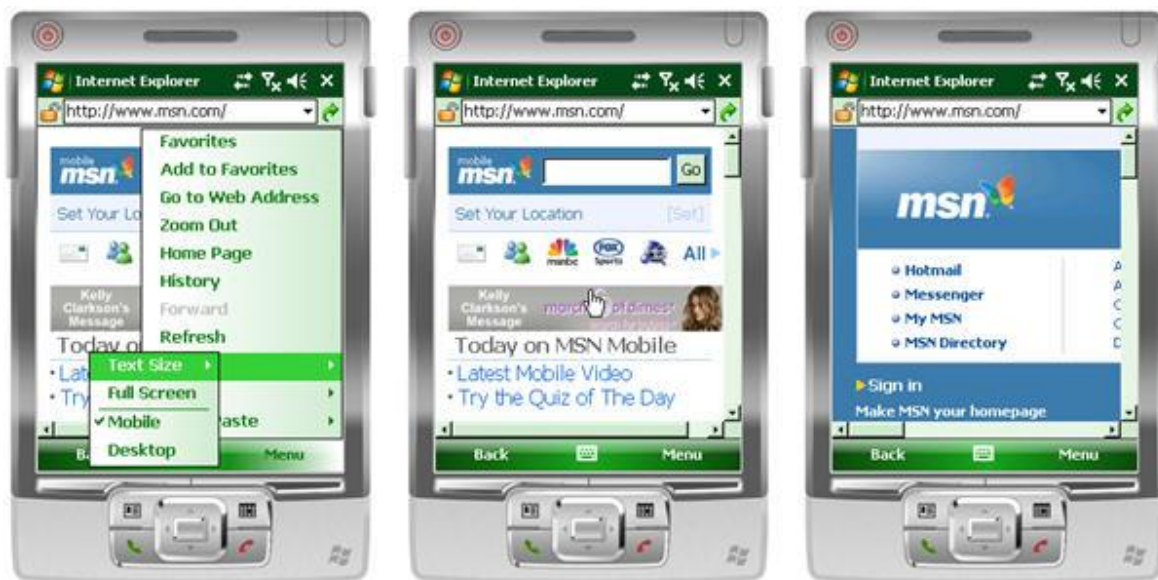 Internet Explorer
http://www.msn.com/
Favorites
Add to Favorites
Go to Web Address
Zoom Out
Home Page
History
Forward
Refresh
mobile
msn
Set Your Lo
Kelly
Clarkson's
Message
Today o
Lat
Try
Text Size
Full Screen
Mobile
Desktop
aste
Menu
Internet Explorer
http://www.msn.com/
mobile
msn
Go
Set Your Location [Set]
msnbc
FOX
Sports
All
Kelly
Clarkson's
Message
march of dimes
Today on MSN Mobile
Latest Mobile Video
Try the Quiz of The Day
Back Menu
Internet Explorer
http://www.msn.com/
msn
Hotmail
Messenger
My MSN
MSN Directory
Sign in
Make MSN your homepage
Back Menu